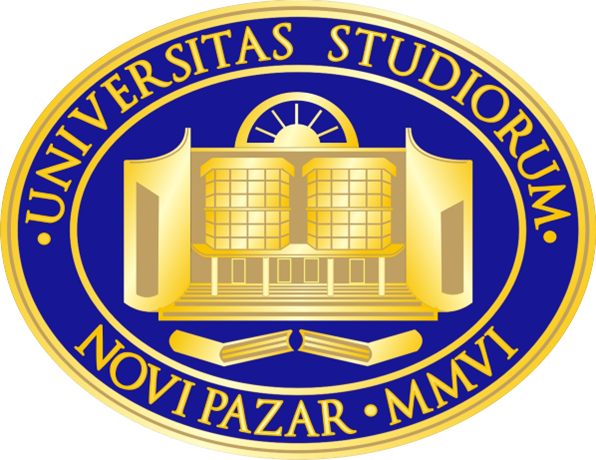 • UNIVERSITAS STUDIORUM •
NOVI PAZAR • MMVI